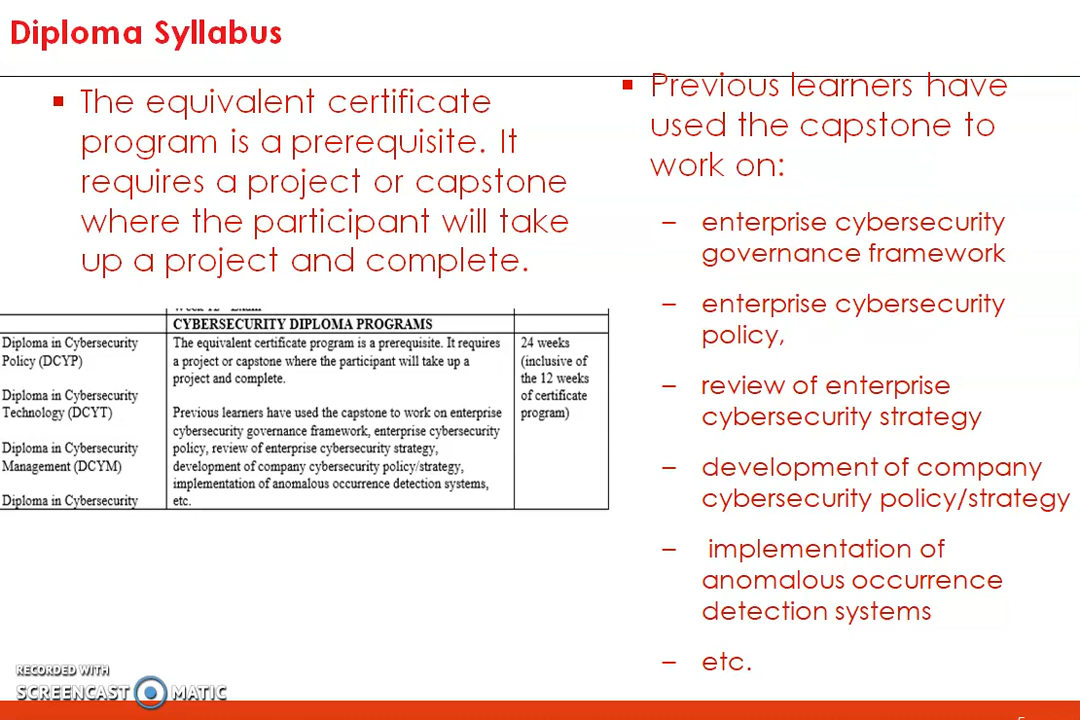 Diploma Syllabus
▪ The equivalent certificate
program is a prerequisite. It
requires a project or capstone
where the participant will take
up a project and complete.
CYBERSECURITY DIPLOMA PROGRAMS
Diploma in Cybersecurity
Policy (DCYP)
Diploma in Cybersecurity
Technology (DCYT)
Diploma in Cybersecurity
Management (DCYM)
Diploma in Cybersecurity
The equivalent certificate program is a prerequisite. It requires
a project or capstone where the participant will take up a
project and complete.
Previous learners have used the capstone to work on enterprise
cybersecurity governance framework, enterprise cybersecurity
policy, review of enterprise cybersecurity strategy,
development of company cybersecurity policy/strategy,
implementation of anomalous occurrence detection systems,
etc.
24 weeks
(inclusive of
the 12 weeks
of certificate
program)
▪ Previous learners have
used the capstone to
work on:
– enterprise cybersecurity
governance framework
– enterprise cybersecurity
policy,
– review of enterprise
cybersecurity strategy
– development of company
cybersecurity policy/strategy
– implementation of
anomalous occurrence
detection systems
– etc.
RECORDED WITH
SCREENCAST MATIC